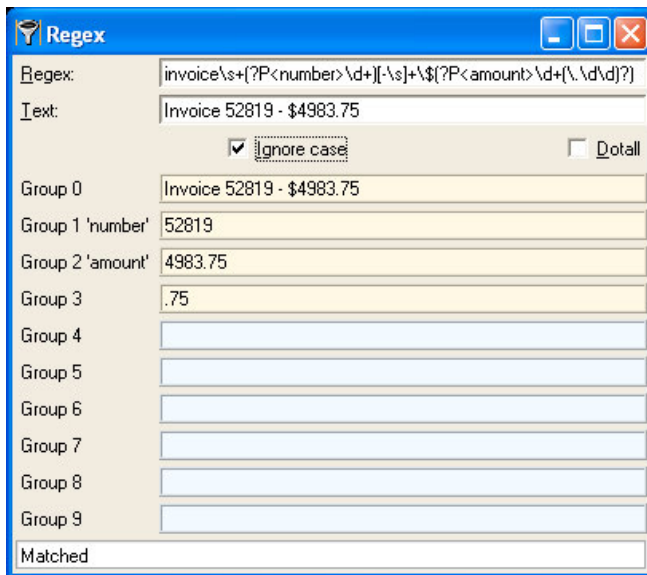 Regex
Regex: invoice\s+(?P<number>\d+)[-\s]+\$(?P<amount>\d+(\.\d\d)?)
Text: Invoice 52819 - $4983.75
Ignore case Dotall
Group 0 Invoice 52819 - $4983.75
Group 1 'number' 52819
Group 2 'amount' 4983.75
Group 3 .75
Group 4
Group 5
Group 6
Group 7
Group 8
Group 9
Matched